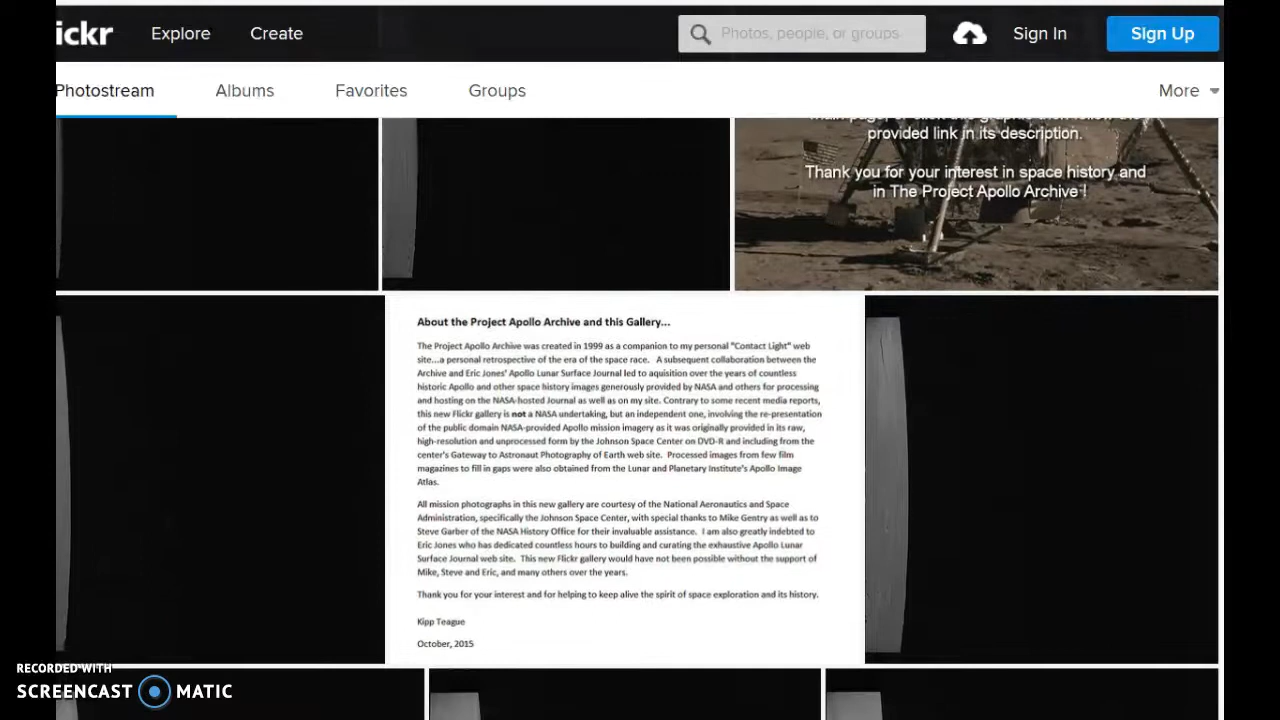 ickr
Explore
Create
Photos, people, or groups
Sign In
Sign Up
Photostream
Albums
Favorites
Groups
More
provided link in its description.
Thank you for your interest in space history and
in The Project Apollo Archive !
About the Project Apollo Archive and this Gallery...
The Project Apollo Archive was created in 1999 as a companion to my personal "Contact Light" web
site...a personal retrospective of the era of the space race. A subsequent collaboration between the
Archive and Eric Jones' Apollo Lunar Surface Journal led to aquisition over the years of countless
historic Apollo and other space history images generously provided by NASA and others for processing
and hosting on the NASA-hosted Journal as well as on my site. Contrary to some recent media reports,
this new Flickr gallery is not a NASA undertaking, but an independent one, involving the re-presentation
of the public domain NASA-provided Apollo mission imagery as it was originally provided in its raw,
high-resolution and unprocessed form by the Johnson Space Center on DVD-R and including from the
center's Gateway to Astronaut Photography of Earth web site. Processed images from few film
magazines to fill in gaps were also obtained from the Lunar and Planetary Institute's Apollo Image
Atlas.
All mission photographs in this new gallery are courtesy of the National Aeronautics and Space
Administration, specifically the Johnson Space Center, with special thanks to Mike Gentry as well as to
Steve Garber of the NASA History Office for their invaluable assistance. I am also greatly indebted to
Eric Jones who has dedicated countless hours to building and curating the exhaustive Apollo Lunar
Surface Journal web site. This new Flickr gallery would have not been possible without the support of
Mike, Steve and Eric, and many others over the years.
Thank you for your interest and for helping to keep alive the spirit of space exploration and its history.
Kipp Teague
October, 2015
RECORDED WITH
SCREENCAST MATIC